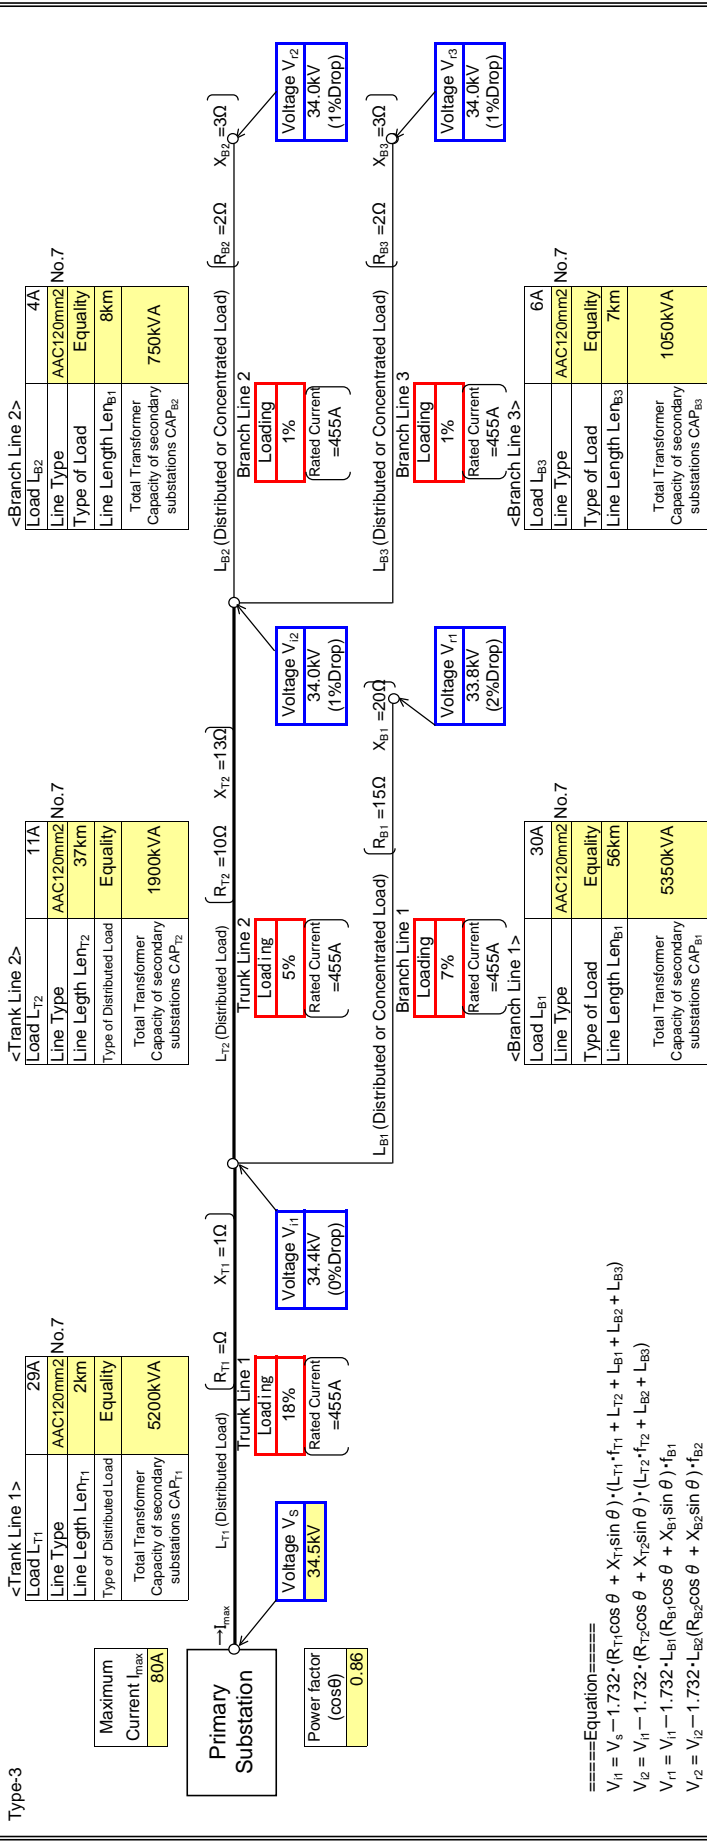 Type-3
Maximum
Current Imax
80A
Primary
Substation
Power factor
(cosθ)
0.86
→Imax
Voltage VS
34.5kV
<Trank Line 1>
Load LT1 29A
Line Type AAC120mm2 No.7
Line Legth LenT1 2km
Type of Distributed Load Equality
Total Transformer
Capacity of secondary
substations CAPT1
5200kVA
LT1 (Distributed Load)
RT1 =Ω XT1 =1Ω
Trunk Line 1
Loading
18%
Rated Current
=455A
Voltage Vi1
34.4kV
(0%Drop)
<Trank Line 2>
Load LT2 11A
Line Type AAC120mm2 No.7
Line Legth LenT2 37km
Type of Distributed Load Equality
Total Transformer
Capacity of secondary
substations CAPT2
1900kVA
LT2 (Distributed Load)
RT2 =10Ω XT2 =13Ω
Trunk Line 2
Loading
5%
Rated Current
=455A
Voltage Vi2
34.0kV
(1%Drop)
LB1 (Distributed or Concentrated Load)
RB1 =15Ω XB1 =20Ω
Branch Line 1
Loading
7%
Rated Current
=455A
Voltage Vr1
33.8kV
(2%Drop)
<Branch Line 1>
Load LB1 30A
Line Type AAC120mm2 No.7
Type of Load Equality
Line Length LenB1 56km
Total Transformer
Capacity of secondary
substations CAPB1
5350kVA
<Branch Line 2>
Load LB2 4A
Line Type AAC120mm2 No.7
Type of Load Equality
Line Length LenB1 8km
Total Transformer
Capacity of secondary
substations CAPB2
750kVA
LB2 (Distributed or Concentrated Load)
RB2 =2Ω XB2 =3Ω
Branch Line 2
Loading
1%
Rated Current
=455A
Voltage Vr2
34.0kV
(1%Drop)
LB3 (Distributed or Concentrated Load)
RB3 =2Ω XB3 =3Ω
Branch Line 3
Loading
1%
Rated Current
=455A
Voltage Vr3
34.0kV
(1%Drop)
<Branch Line 3>
Load LB3 6A
Line Type AAC120mm2 No.7
Type of Load Equality
Line Length LenB3 7km
Total Transformer
Capacity of secondary
substations CAPB3
1050kVA
=====Equation=====
Vi1 = Vs－1.732･(RT1cosθ + XT1sinθ)･(LT1･fT1 + LT2 + LB1 + LB2 + LB3)
Vi2 = Vi1－1.732･(RT2cosθ + XT2sinθ)･(LT2･fT2 + LB2 + LB3)
Vr1 = Vi1－1.732･LB1(RB1cosθ + XB1sinθ)･fB1
Vr2 = Vi2－1.732･LB2(RB2cosθ + XB2sinθ)･fB2